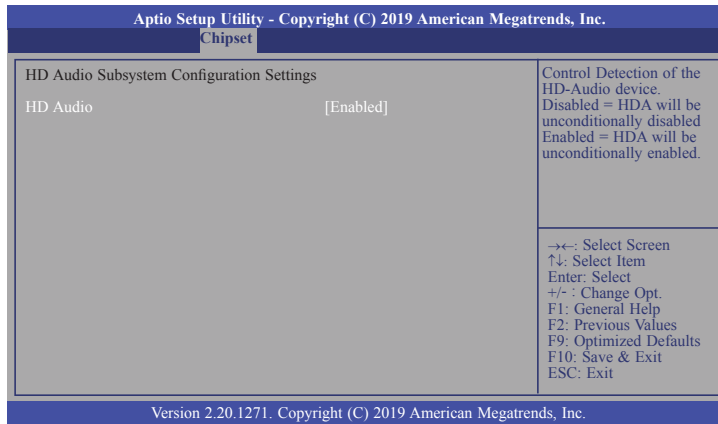 Aptio Setup Utility - Copyright (C) 2019 American Megatrends, Inc.
Chipset
HD Audio Subsystem Configuration Settings
HD Audio [Enabled]
Control Detection of the
HD-Audio device.
Disabled = HDA will be
unconditionally disabled
Enabled = HDA will be
unconditionally enabled.
→←: Select Screen
↑↓: Select Item
Enter: Select
+/- : Change Opt.
F1: General Help
F2: Previous Values
F9: Optimized Defaults
F10: Save & Exit
ESC: Exit
Version 2.20.1271. Copyright (C) 2019 American Megatrends, Inc.